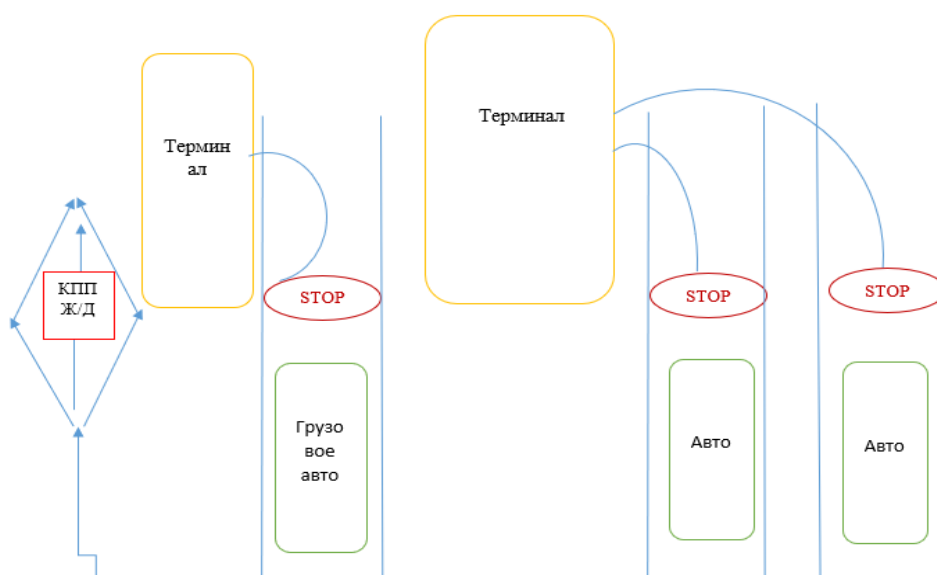 Термин
ал
Терминал
КПП
Ж/Д
STOP
STOP
STOP
Грузо
вое
авто
Авто
Авто